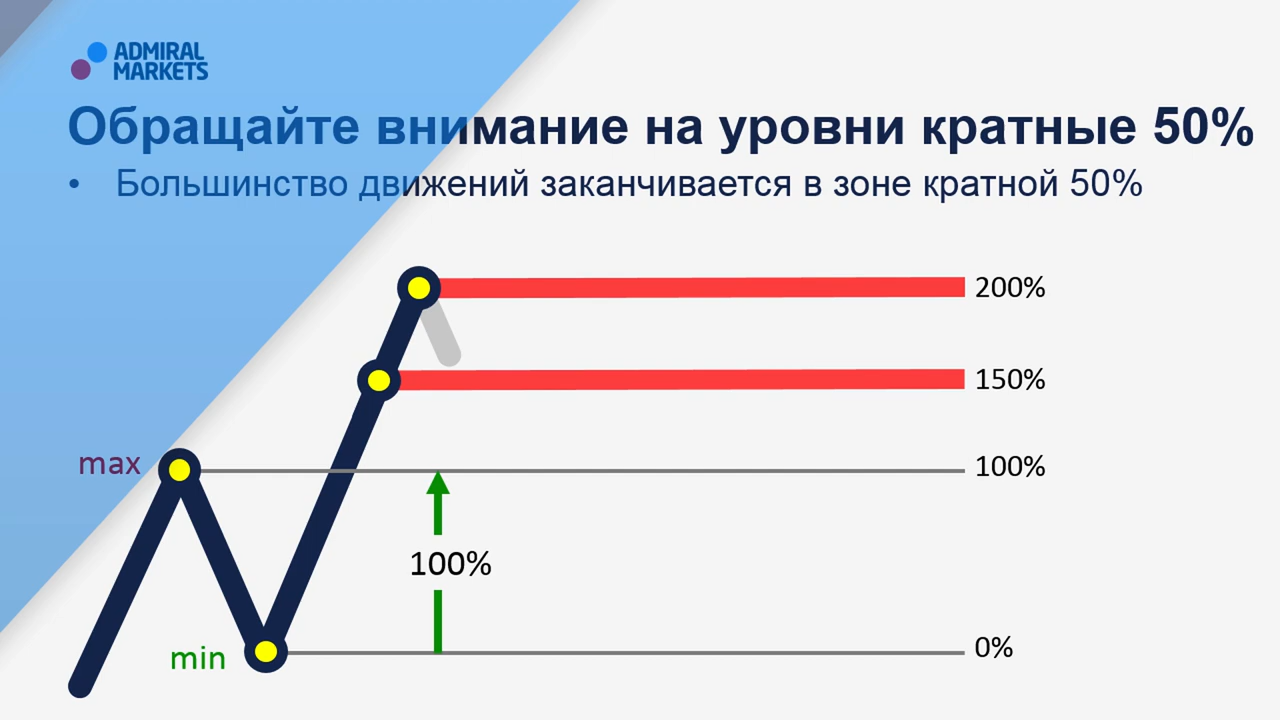 ADMIRAL
MARKETS
Обращайте внимание на уровни кратные 50%
• Большинство движений заканчивается в зоне кратной 50%
200%
150%
max
100%
100%
min
0%